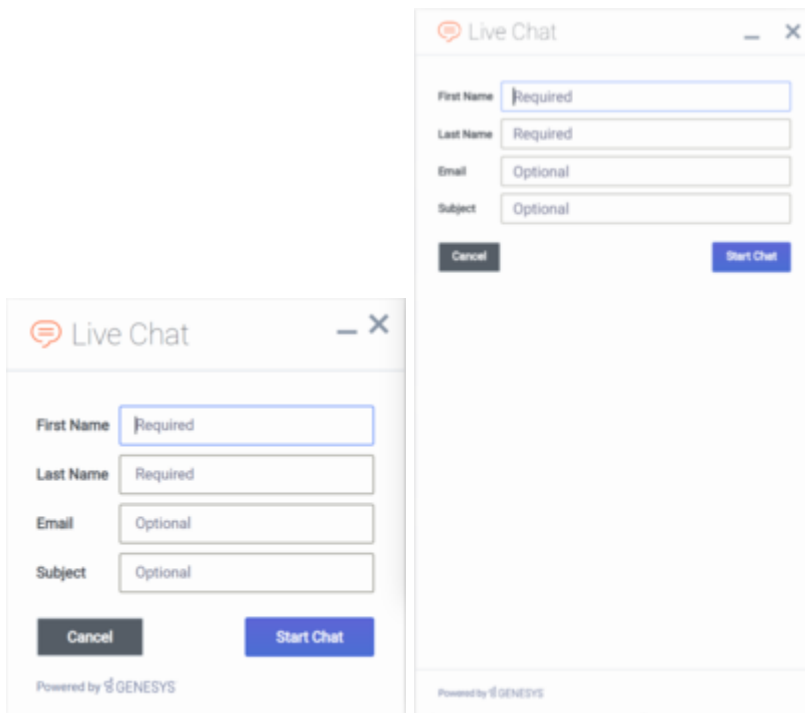 Live Chat
First Name Required
Last Name Required
Email Optional
Subject Optional
Cancel Start Chat
Powered by GENESYS
Live Chat
First Name Required
Last Name Required
Email Optional
Subject Optional
Cancel Start Chat
Powered by GENESYS